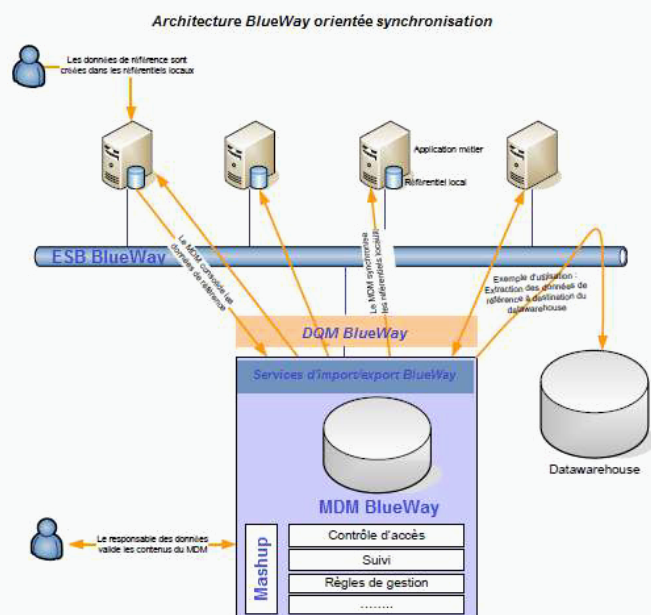 Architecture BlueWay orientée synchronisation
Les données de référence sont
créées dans les référentiels locaux
Application métier
Référentiel local
ESB BlueWay
Le MDM consolide les
données de référence
Le MDM synchronise
les référentiels locaux
Exemple d'utilisation :
Extraction des données de
référence à destination du
datawarehouse
DQM BlueWay
Services d'import/export BlueWay
Datawarehouse
MDM BlueWay
Le responsable des données
valide les contenus du MDM
Mashup
Contrôle d'accès
Suivi
Règles de gestion
........